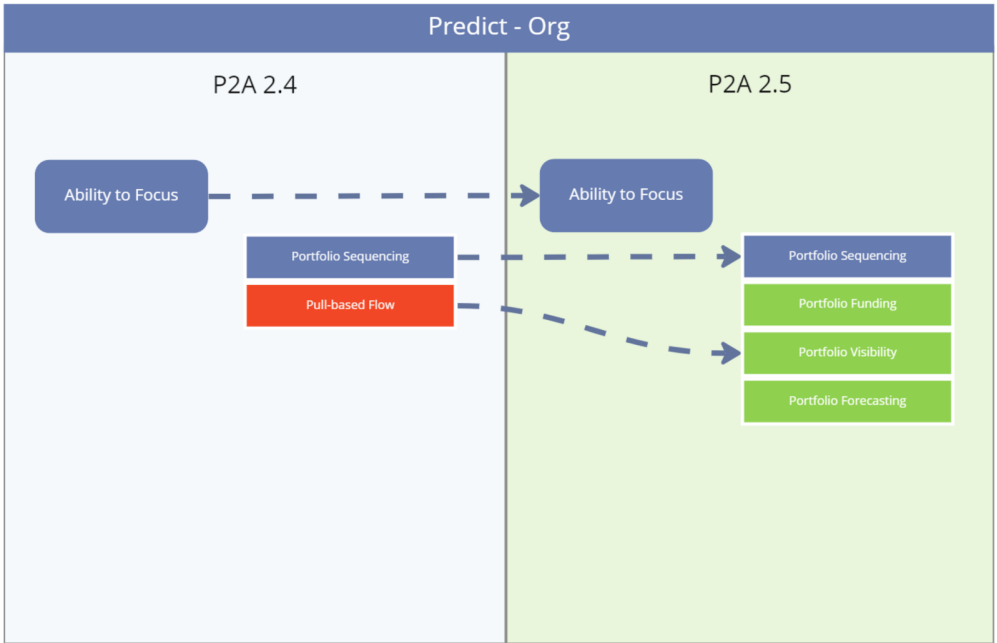 Predict - Org
P2A 2.4
P2A 2.5
Ability to Focus
Ability to Focus
Portfolio Sequencing
Pull-based Flow
Portfolio Sequencing
Portfolio Funding
Portfolio Visibility
Portfolio Forecasting